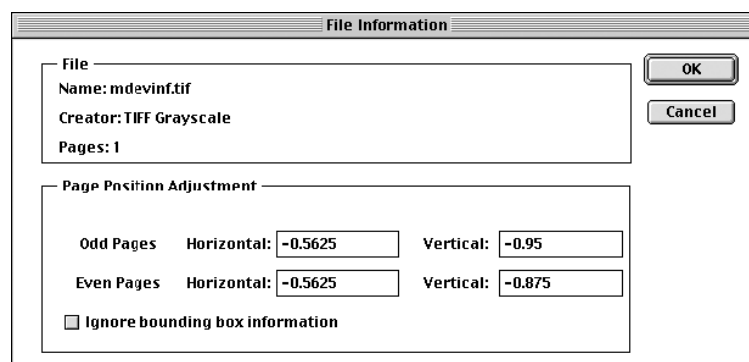 File Information
File
Name: mdevinf.tif
Creator: TIFF Grayscale
Pages: 1
OK
Cancel
Page Position Adjustment
Odd Pages Horizontal: -0.5625 Vertical: -0.95
Even Pages Horizontal: -0.5625 Vertical: -0.875
Ignore bounding box information